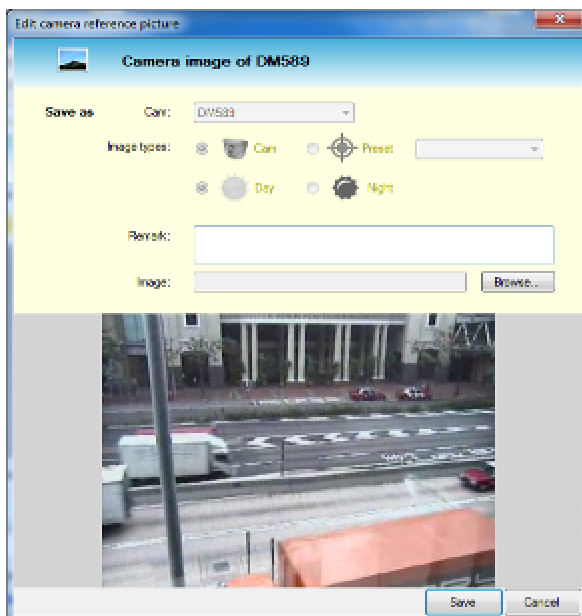 Edit camera reference picture
Camera image of DM589
Save as Cam: DM589
Image types: Cam Preset
Day Night
Remark:
Image: Browse...
Save Cancel